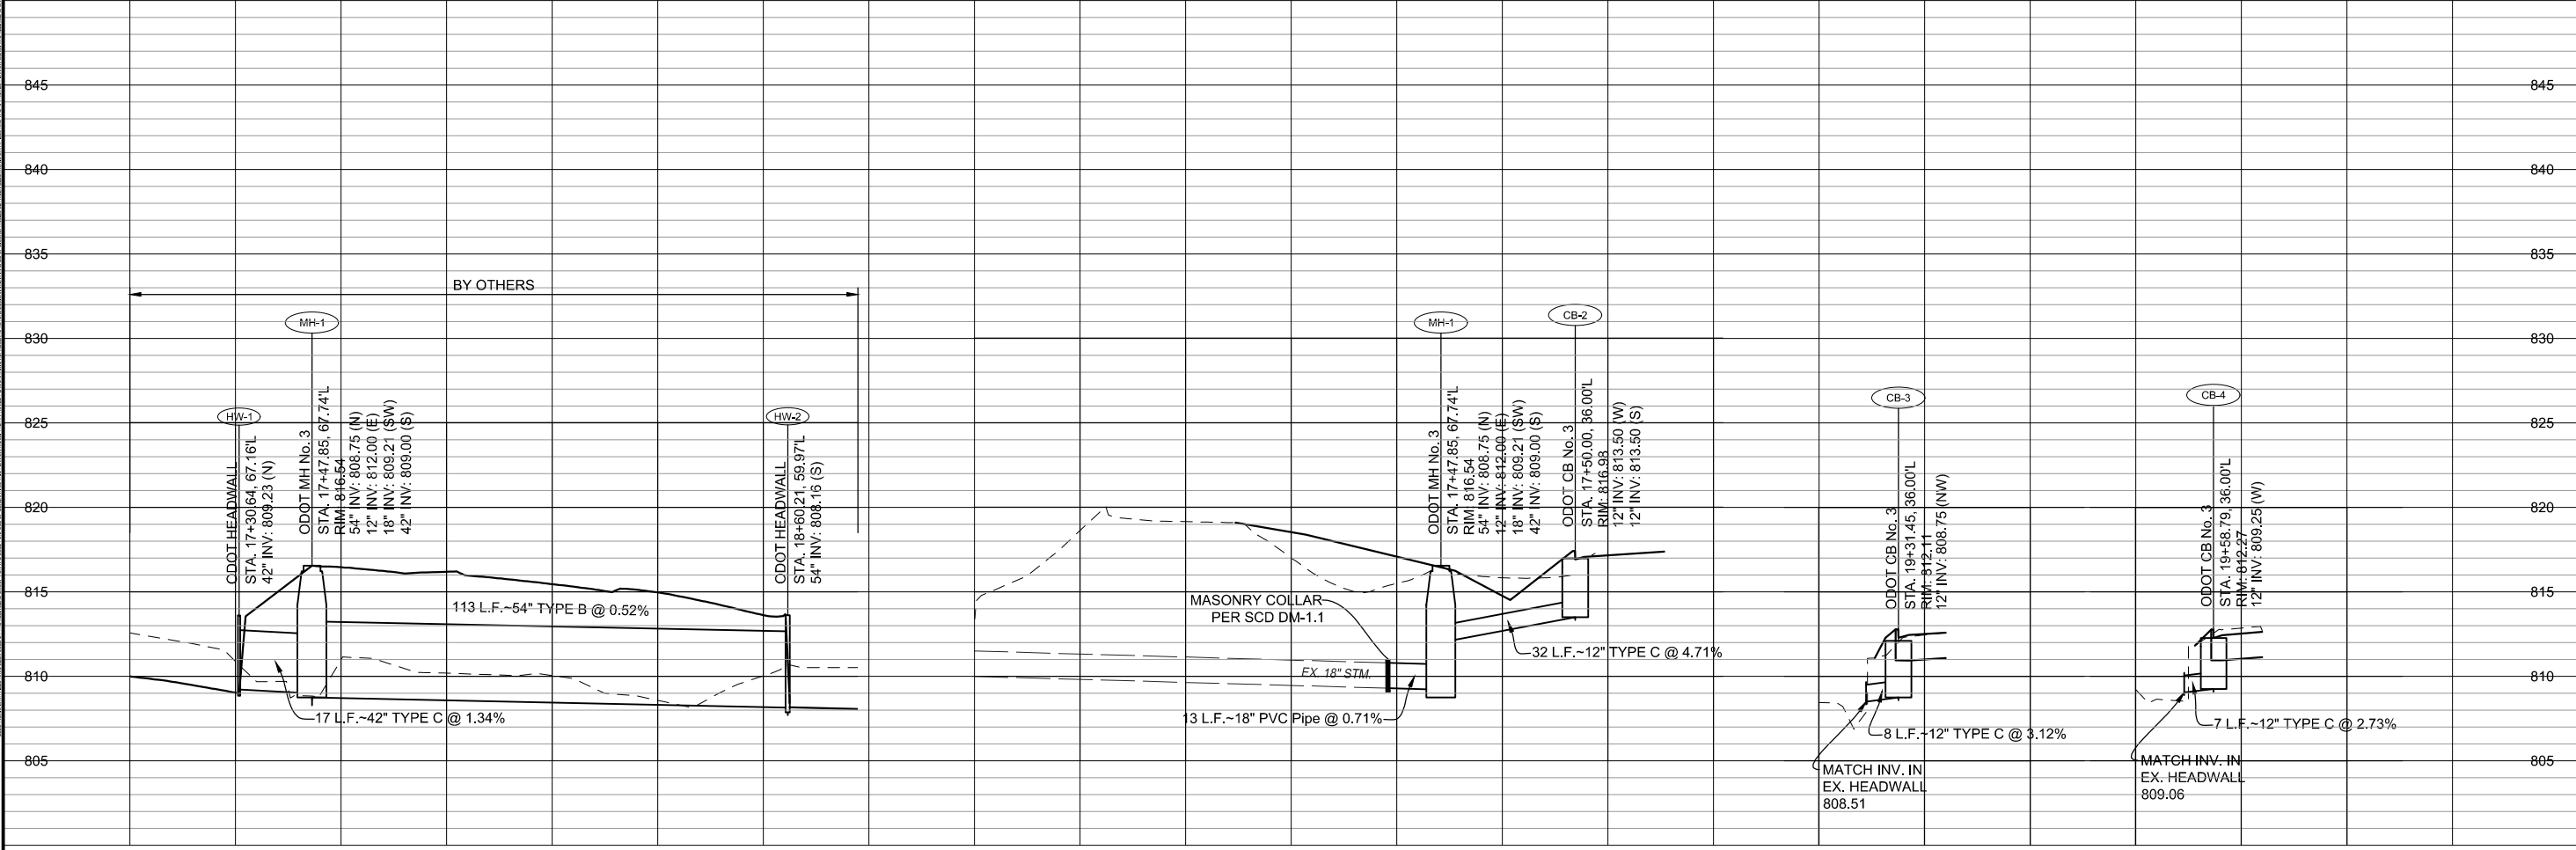 845
845
840
840
835
835
BY OTHERS
830
830
825
825
820
820
815
815
810
810
805
805
HW-1
ODOT HEADWALL
STA. 17+30.64, 67.16'L
42" INV: 809.23 (N)
MH-1
ODOT MH No. 3
STA. 17+47.85, 67.74'L
RIM: 816.54
54" INV: 808.75 (N)
12" INV: 812.00 (E)
18" INV: 809.21 (SW)
42" INV: 809.00 (S)
113 L.F.~54" TYPE B @ 0.52%
17 L.F.~42" TYPE C @ 1.34%
HW-2
ODOT HEADWALL
STA. 18+60.21, 59.97'L
54" INV: 808.16 (S)
MH-1
ODOT MH No. 3
STA. 17+47.85, 67.74'L
RIM: 816.54
54" INV: 808.75 (N)
12" INV: 812.00 (E)
18" INV: 809.21 (SW)
42" INV: 809.00 (S)
CB-2
ODOT CB No. 3
STA. 17+50.00, 36.00'L
RIM: 816.98
12" INV: 813.50 (W)
12" INV: 813.50 (S)
MASONRY COLLAR
PER SCD DM-1.1
EX. 18" STM.
32 L.F.~12" TYPE C @ 4.71%
13 L.F.~18" PVC Pipe @ 0.71%
CB-3
ODOT CB No. 3
STA. 19+31.45, 36.00'L
RIM: 812.11
12" INV: 808.75 (NW)
8 L.F.~12" TYPE C @ 3.12%
MATCH INV. IN
EX. HEADWALL
808.51
CB-4
ODOT CB No. 3
STA. 19+58.79, 36.00'L
RIM: 812.27
12" INV: 809.25 (W)
7 L.F.~12" TYPE C @ 2.73%
MATCH INV. IN
EX. HEADWALL
809.06